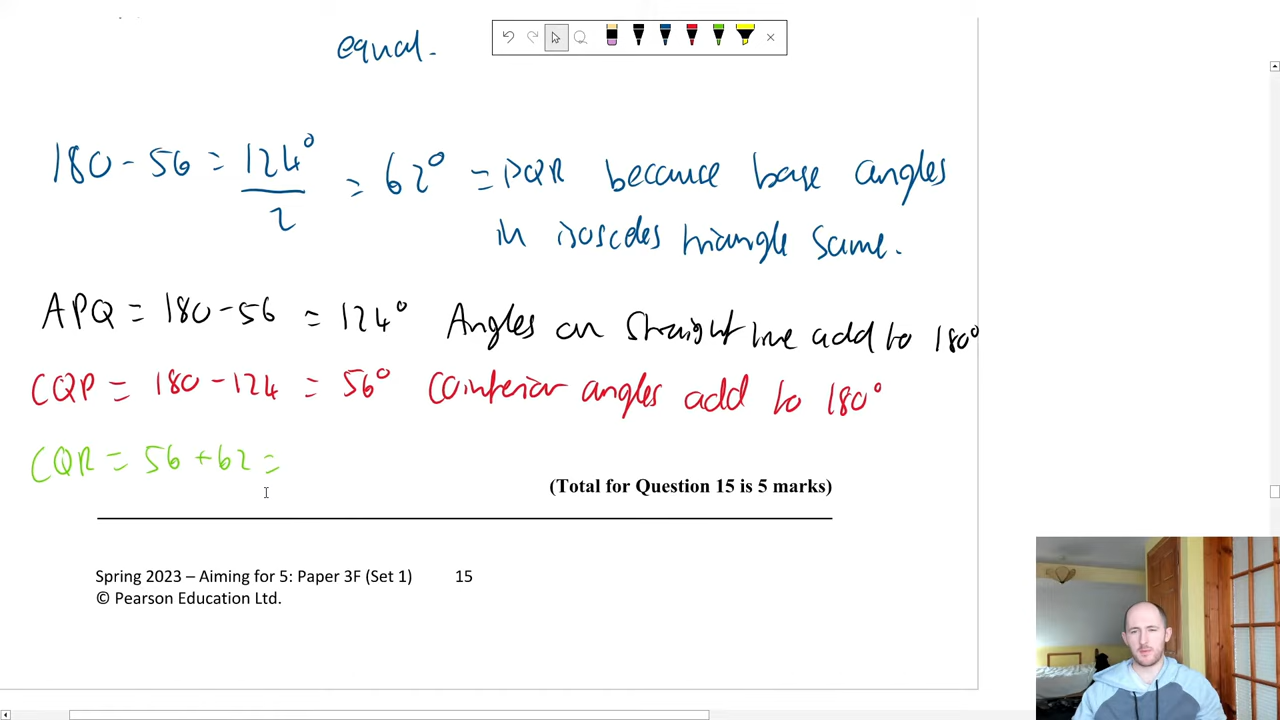 equal.
180 - 56 = 124° / 2 = 62° = PQR because base angles
in isosceles triangle same.
APQ = 180 - 56 = 124° Angles on straight line add to 180°
CQP = 180 - 124 = 56° Cointerior angles add to 180°
CQR = 56 + 62 =
(Total for Question 15 is 5 marks)
Spring 2023 – Aiming for 5: Paper 3F (Set 1) 15
© Pearson Education Ltd.